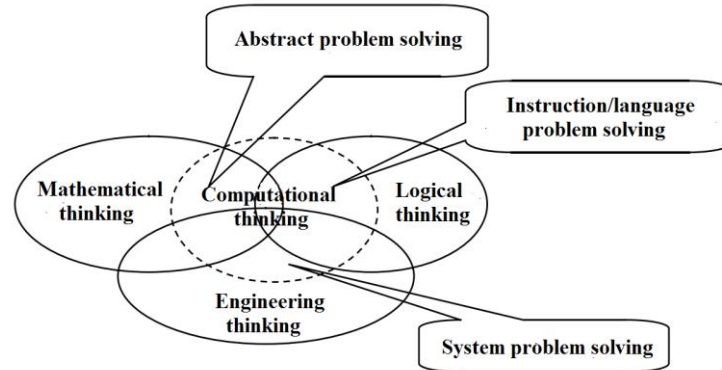 Abstract problem solving
Instruction/language
problem solving
Mathematical
thinking
Computational
thinking
Logical
thinking
Engineering
thinking
System problem solving